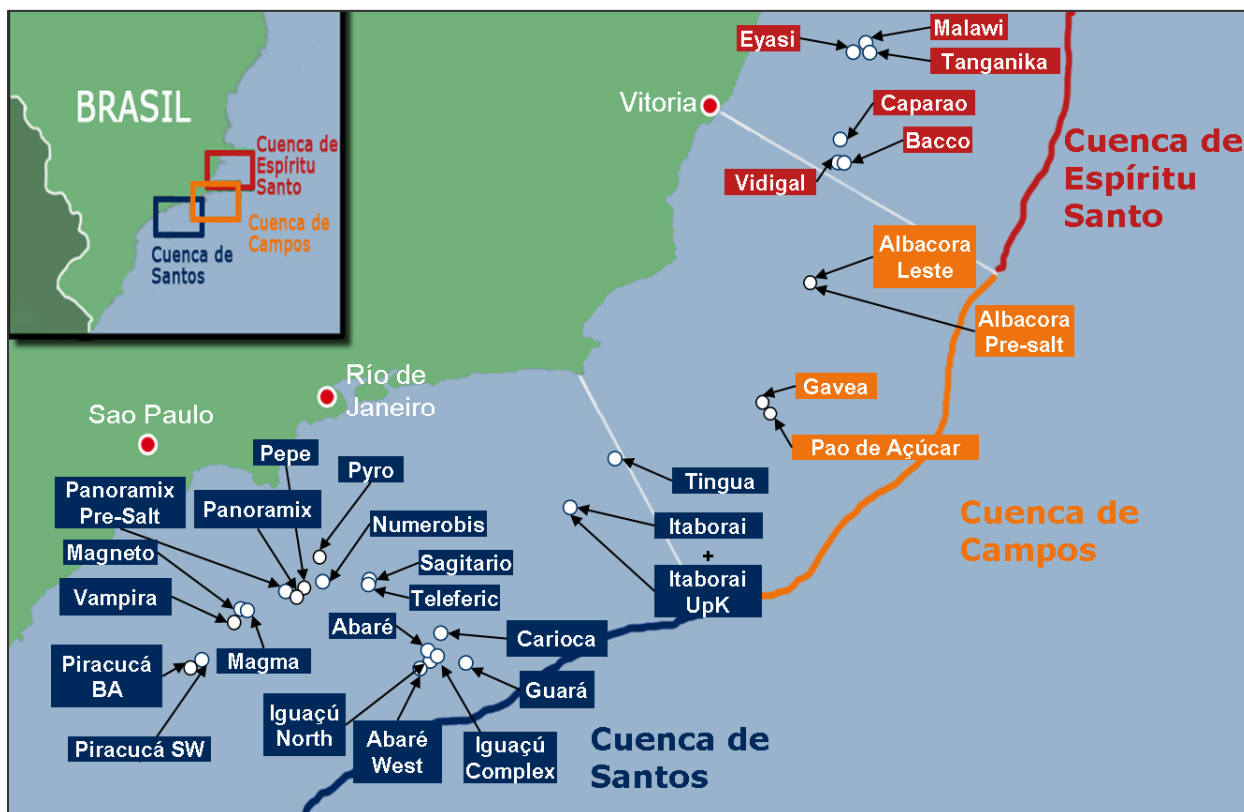 BRASIL
Cuenca de
Espíritu
Santo
Cuenca de
Campos
Cuenca de
Santos
Eyasi
Malawi
Tanganika
Vitoria
Caparao
Bacco
Vidigal
Cuenca de
Espíritu
Santo
Albacora
Leste
Albacora
Pre-salt
Río de
Janeiro
Sao Paulo
Gavea
Pao de Açúcar
Pepe
Pyro
Tingua
Panoramix
Pre-Salt
Panoramix
Numerobis
Itaborai
Cuenca de
Campos
Magneto
Sagitario
+
Itaborai
UpK
Vampira
Teleferic
Abaré
Carioca
Magma
Piracucá
BA
Guará
Iguaçú
North
Piracucá SW
Abaré
West
Iguaçú
Complex
Cuenca de
Santos